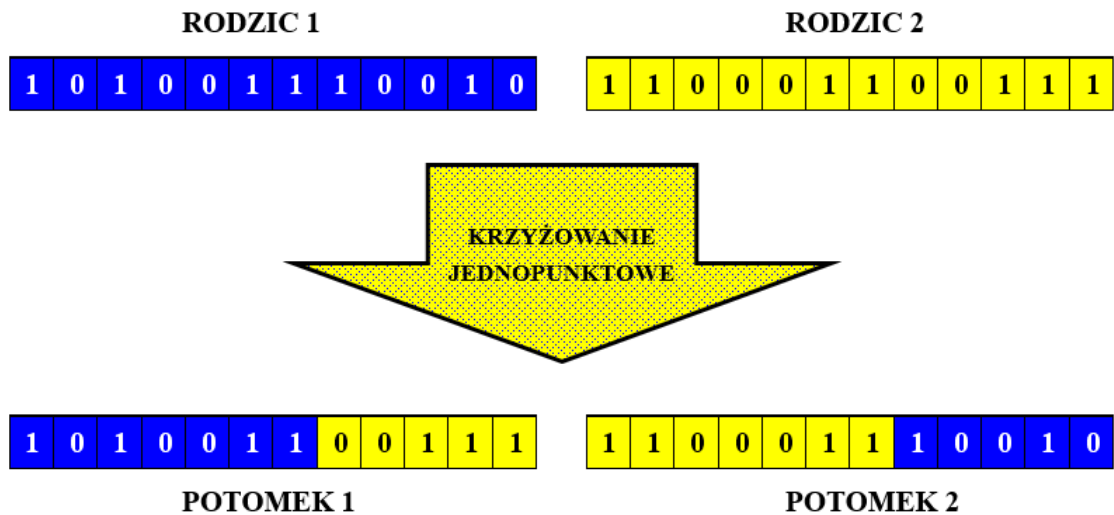 RODZIC 1 RODZIC 2
1 0 1 0 0 1 1 1 0 0 1 0 1 1 0 0 0 1 1 0 0 1 1 1
KRZYŻOWANIE
JEDNOPUNKTOWE
1 0 1 0 0 1 1 0 0 1 1 1 1 1 0 0 0 1 1 1 0 0 1 0
POTOMEK 1 POTOMEK 2